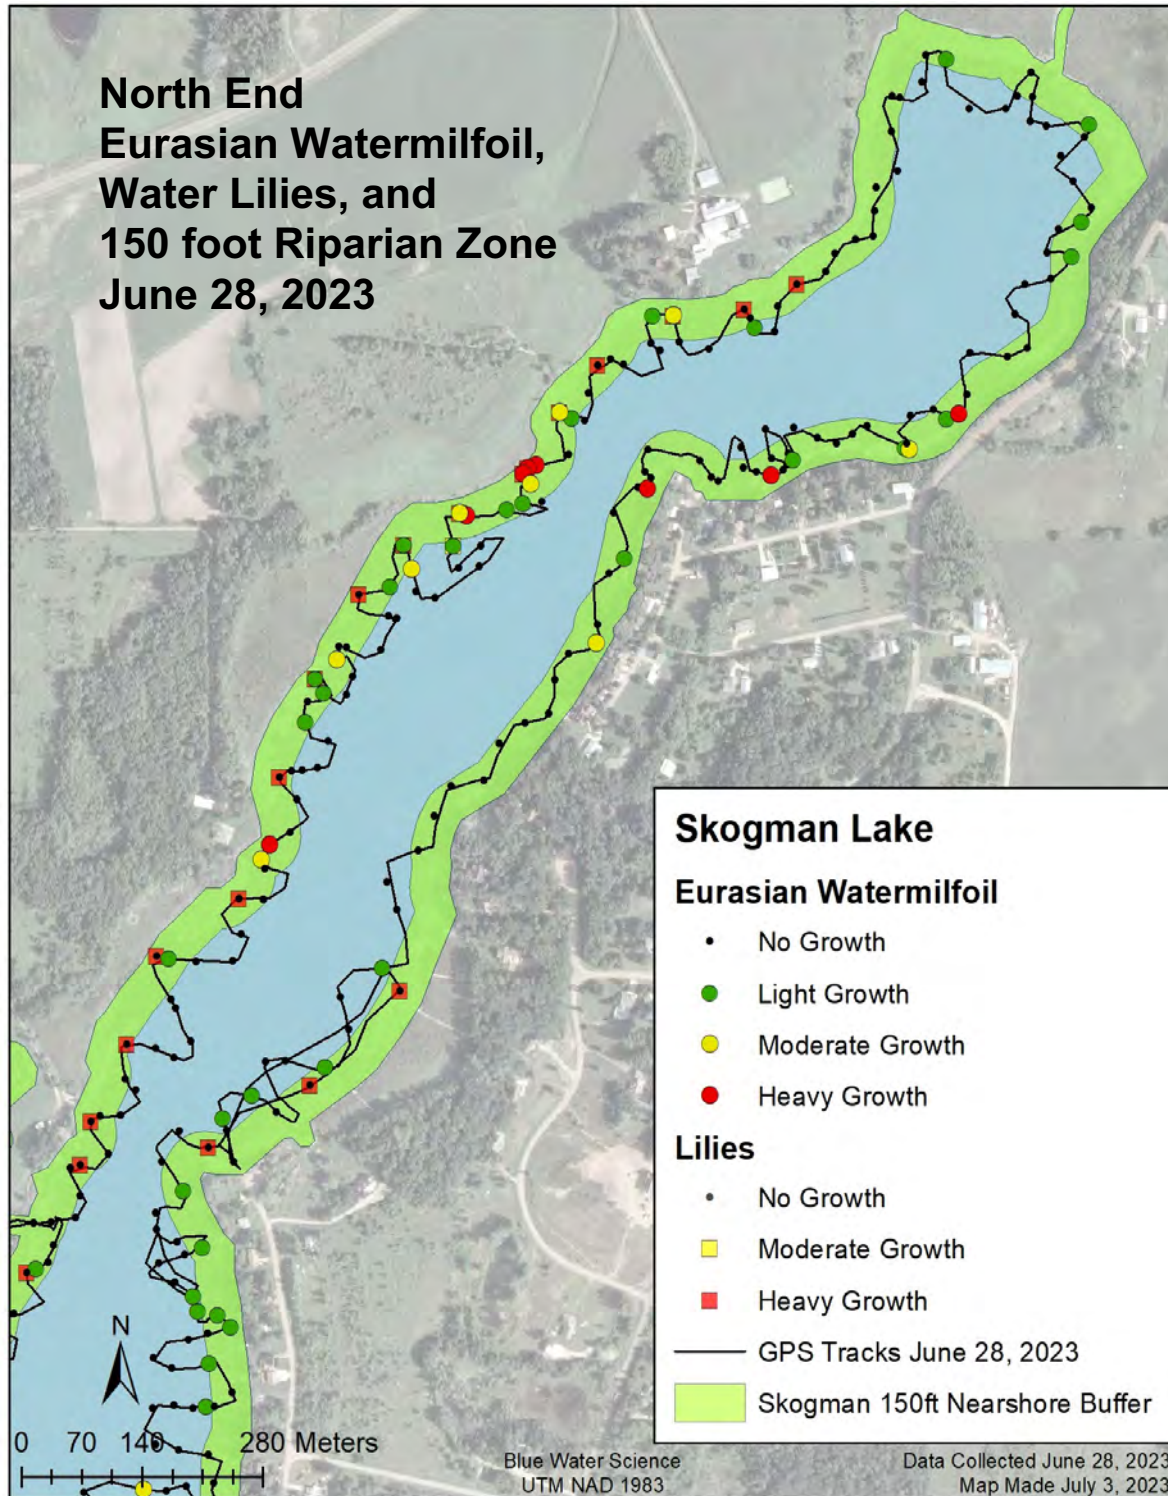 North End
Eurasian Watermilfoil,
Water Lilies, and
150 foot Riparian Zone
June 28, 2023
Skogman Lake
Eurasian Watermilfoil
No Growth
Light Growth
Moderate Growth
Heavy Growth
Lilies
No Growth
Moderate Growth
Heavy Growth
GPS Tracks June 28, 2023
Skogman 150ft Nearshore Buffer
N
0 70 140 280 Meters
Blue Water Science
UTM NAD 1983
Data Collected June 28, 2023
Map Made July 3, 2023